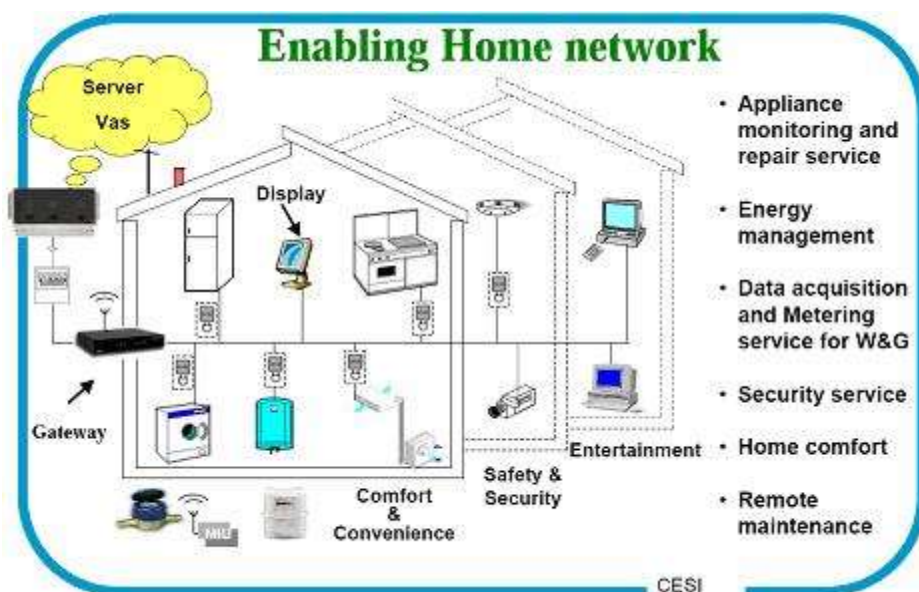 Enabling Home network
Server
Vas
Display
Gateway
MIU
Comfort
&
Convenience
Safety &
Security
Entertainment
• Appliance
monitoring and
repair service
• Energy
management
• Data acquisition
and Metering
service for W&G
• Security service
• Home comfort
• Remote
maintenance
CESI